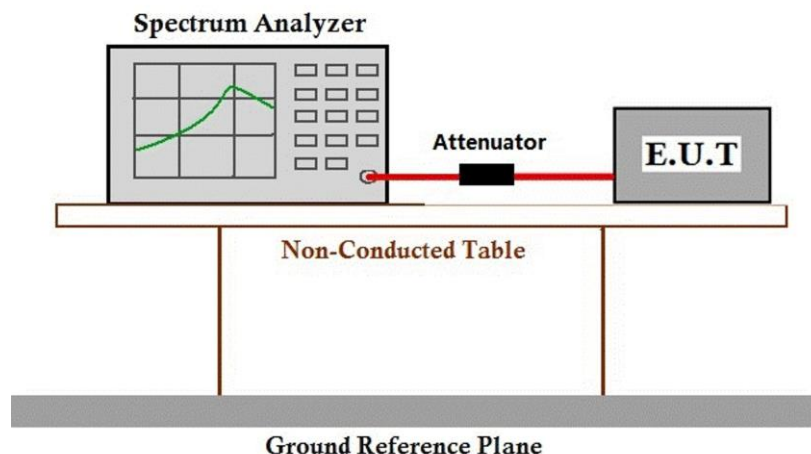 Spectrum Analyzer
Attenuator
E.U.T
Non-Conducted Table
Ground Reference Plane